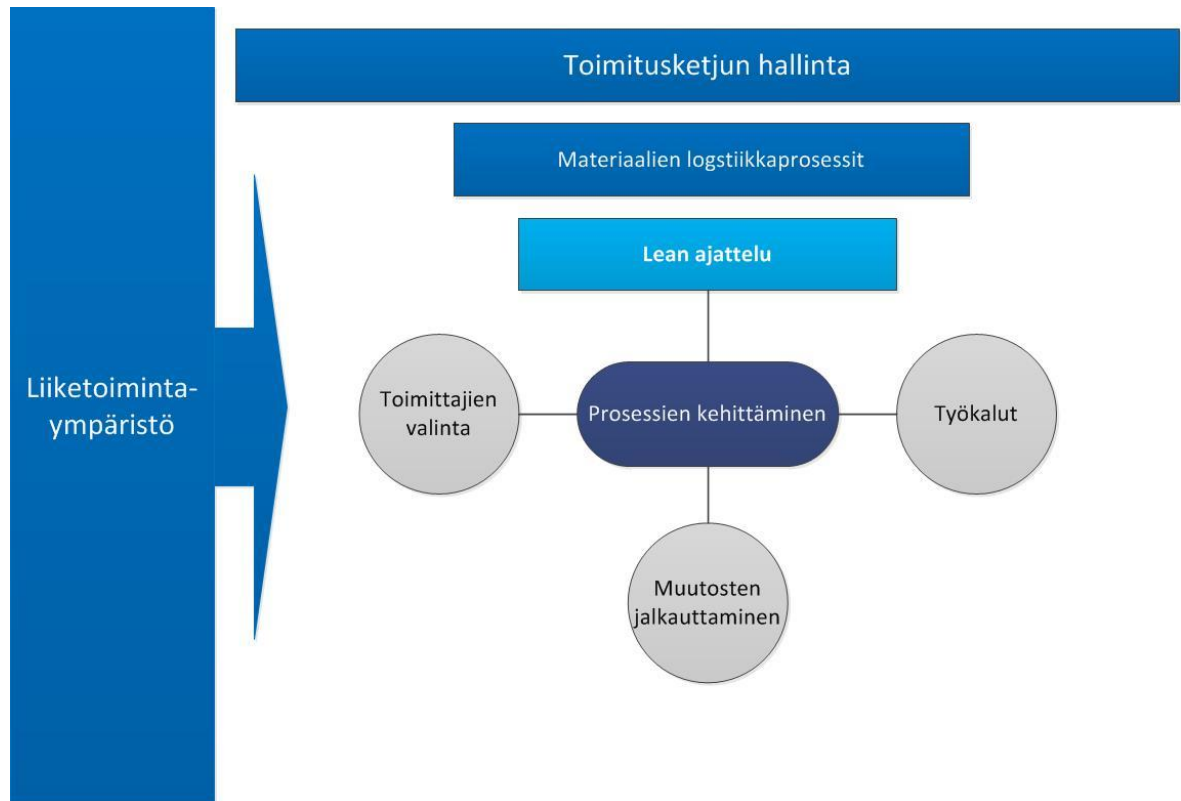 Toimitusketjun hallinta
Materiaalien logstiikkaprosessit
Lean ajattelu
Liiketoiminta-
ympäristö
Toimittajien
valinta
Prosessien kehittäminen
Työkalut
Muutosten
jalkauttaminen